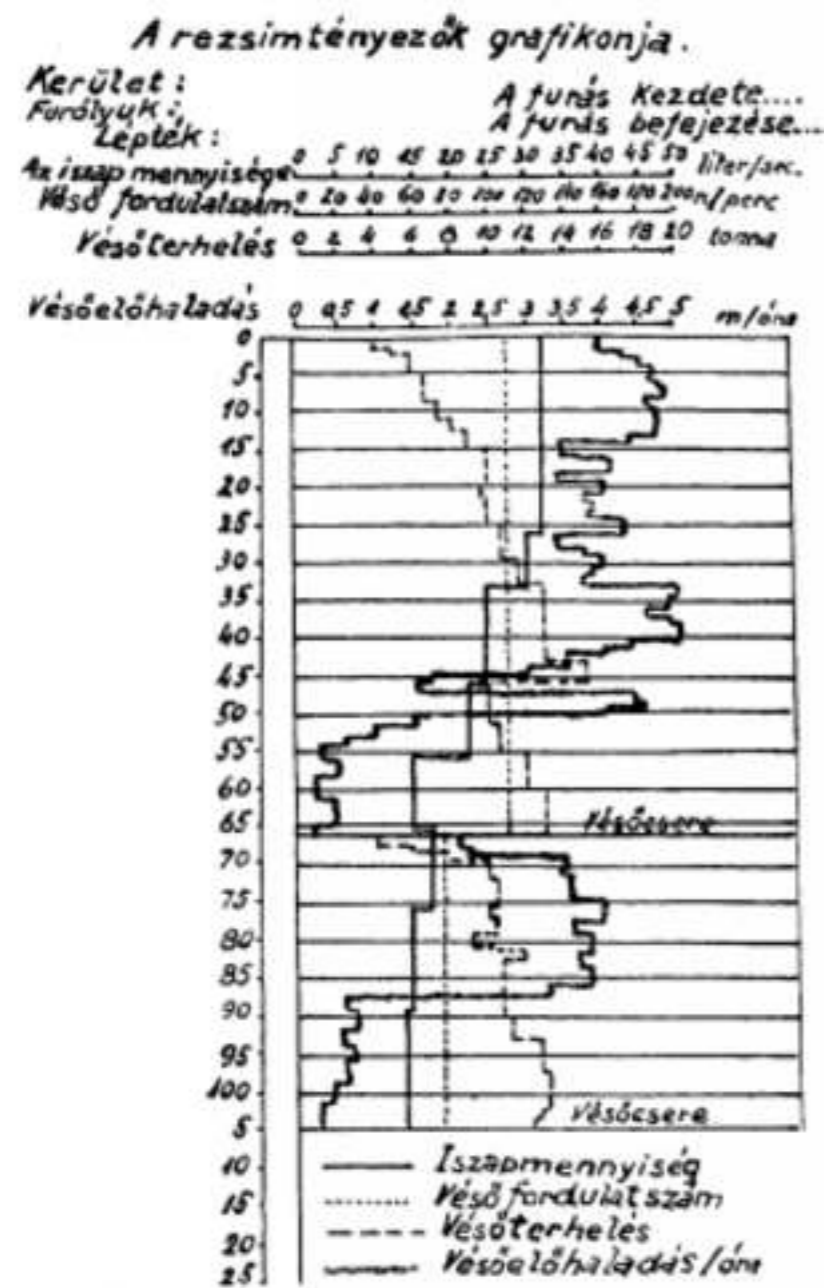 A rezsimtényezők grafikonja.
Kerület:
A furás kezdete....
Furólyuk:
A furás befejezése...
Lépték:
Az iszap mennyisége 0 5 10 15 20 25 30 35 40 45 50 liter/sec.
Véső fordulatszám 0 20 40 60 80 100 120 140 160 180 200 n/perc
Vésőterhelés 0 2 4 6 8 10 12 14 16 18 20 tonna
Vésőelőhaladás 0 0,5 1 1,5 2 2,5 3 3,5 4 4,5 5 m/óra
0
5
10
15
20
25
30
35
40
45
50
55
60
65 Vésőcsere
70
75
80
85
90
95
100
5 Vésőcsere
10 Iszapmennyiség
15 Véső fordulatszám
20 Vésőterhelés
25 Vésőelőhaladás/óra